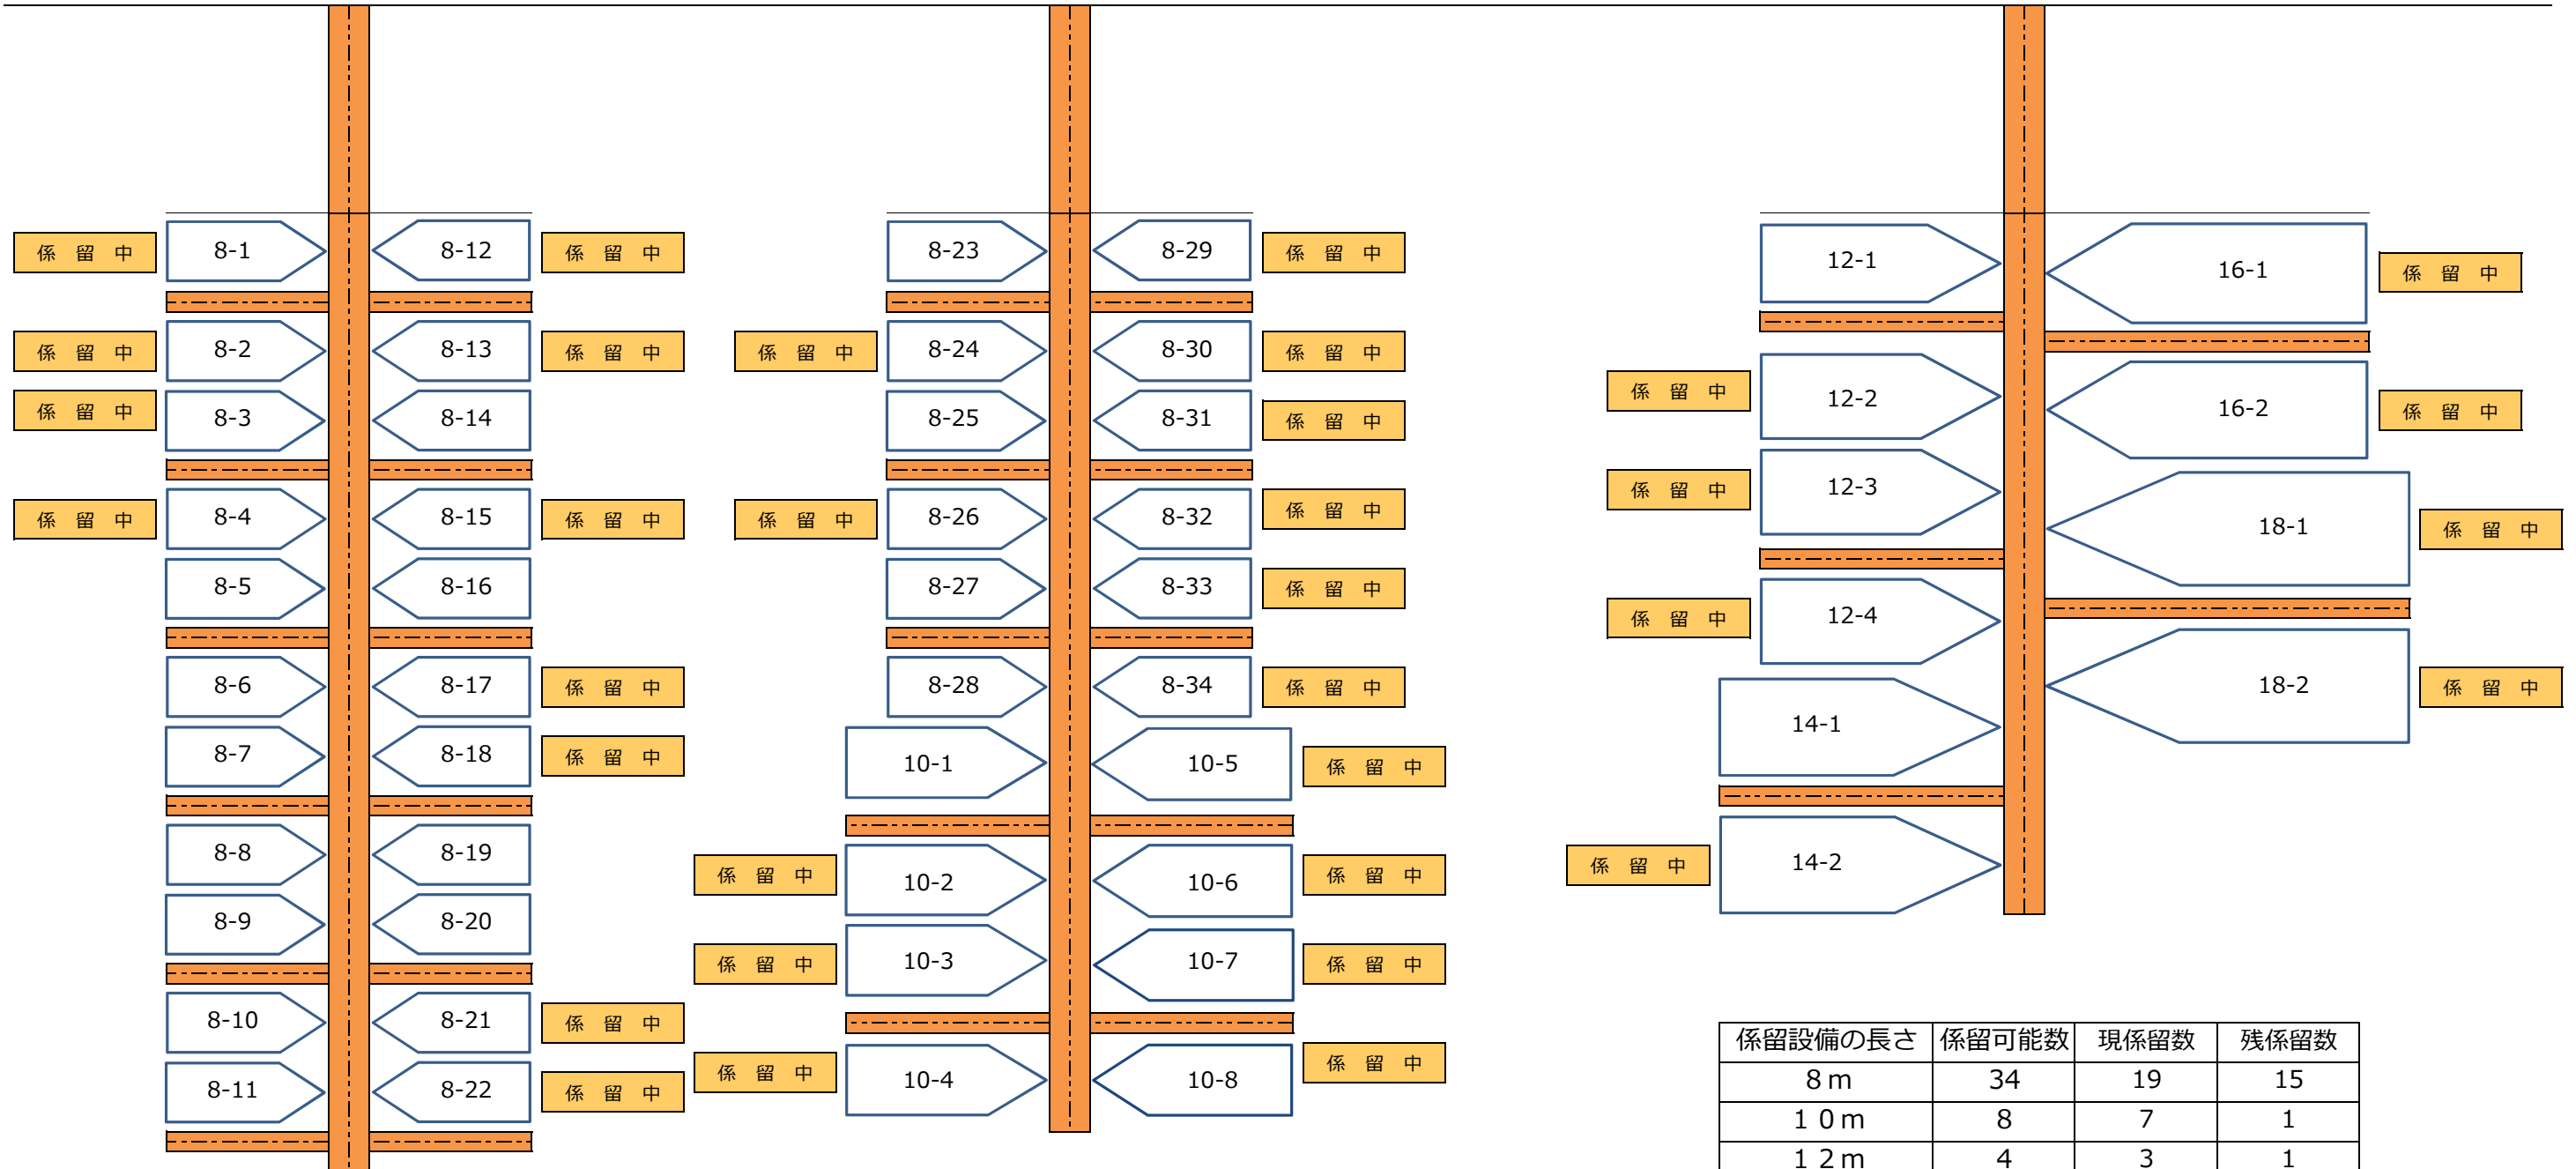 係 留 中 8-1 8-12 係 留 中 8-23 8-29 係 留 中 12-1 16-1 係 留 中
係 留 中 8-2 8-13 係 留 中 係 留 中 8-24 8-30 係 留 中
係 留 中 8-3 8-14 8-25 8-31 係 留 中 係 留 中 12-2 16-2 係 留 中
係 留 中 8-4 8-15 係 留 中 係 留 中 8-26 8-32 係 留 中 係 留 中 12-3 18-1 係 留 中
8-5 8-16 8-27 8-33 係 留 中 係 留 中 12-4
8-6 8-17 係 留 中 8-28 8-34 係 留 中 18-2 係 留 中
8-7 8-18 係 留 中 10-1 10-5 係 留 中 14-1
8-8 8-19 係 留 中 10-2 10-6 係 留 中 係 留 中 14-2
8-9 8-20 係 留 中 10-3 10-7 係 留 中
8-10 8-21 係 留 中
8-11 8-22 係 留 中 係 留 中 10-4 10-8 係 留 中
係留設備の長さ 係留可能数 現係留数 残係留数
8ｍ 34 19 15
１０ｍ 8 7 1
１２ｍ 4 3 1